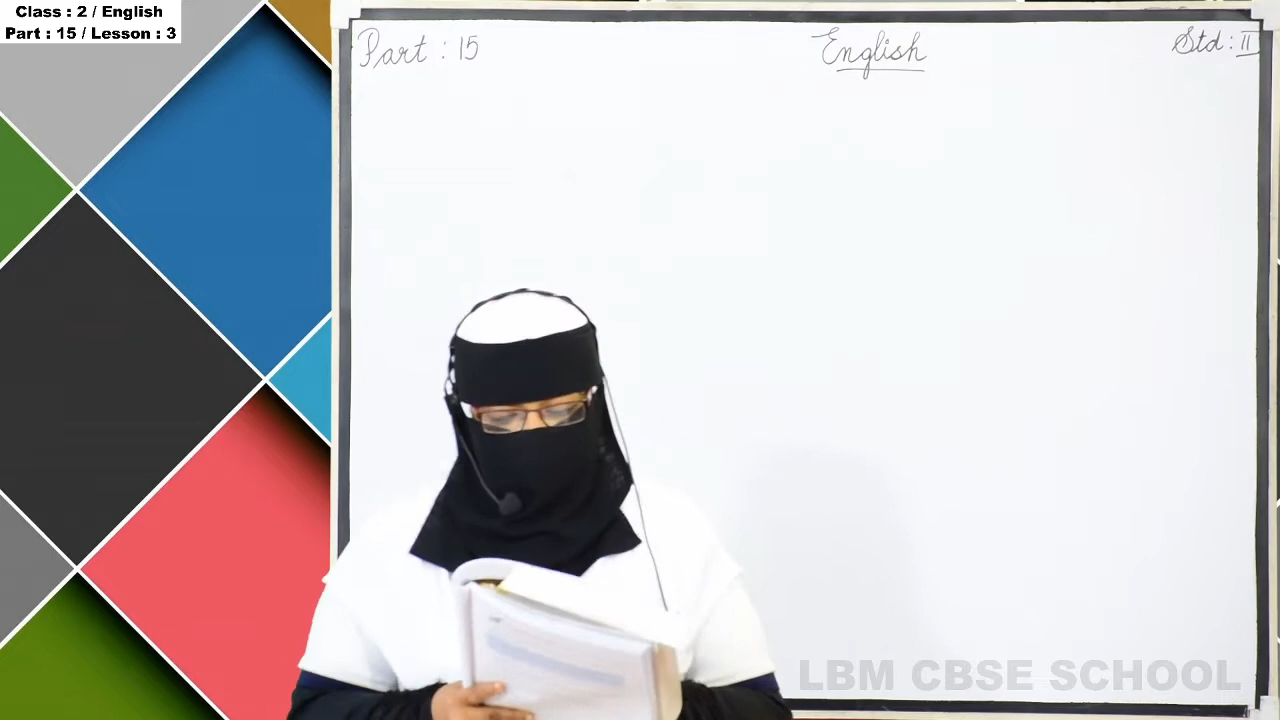 Class : 2 / English
Part : 15 / Lesson : 3
Part : 15
English
Std : II
LBM CBSE SCHOOL